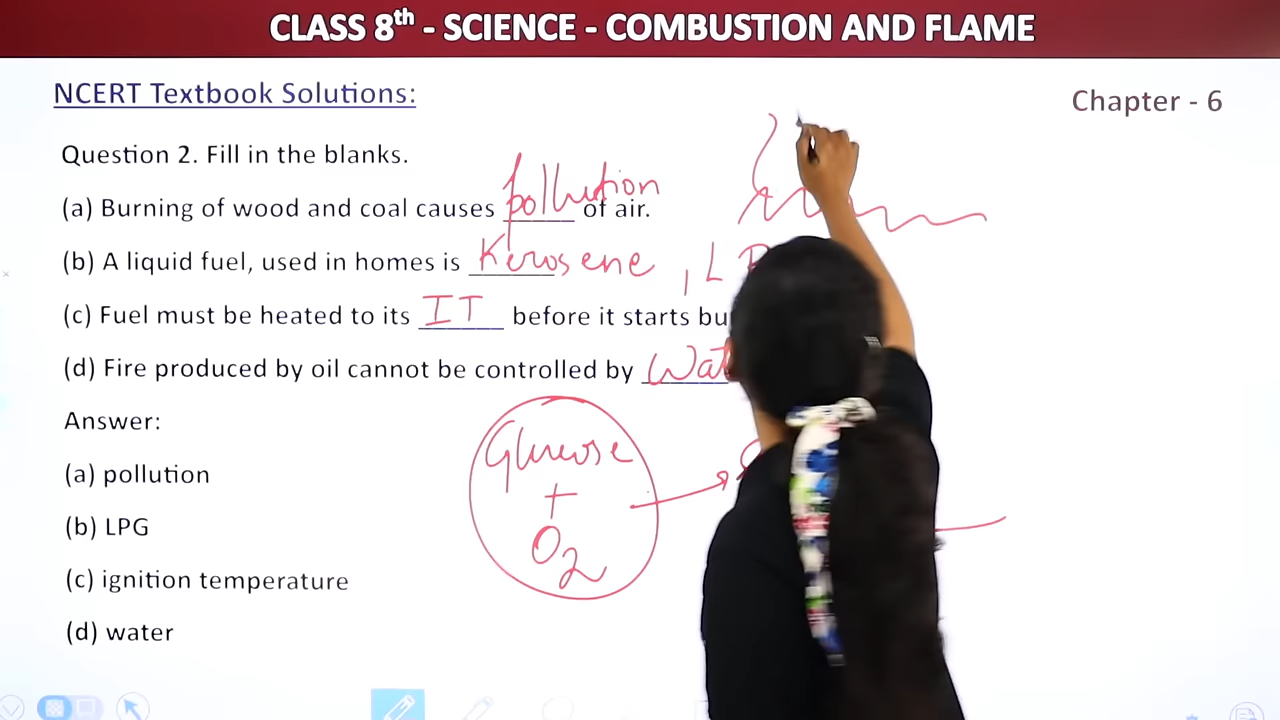 CLASS 8th - SCIENCE - COMBUSTION AND FLAME
NCERT Textbook Solutions:
Chapter - 6
Question 2. Fill in the blanks.
(a) Burning of wood and coal causes pollution of air.
(b) A liquid fuel, used in homes is Kerosene , L
(c) Fuel must be heated to its IT before it starts bu
(d) Fire produced by oil cannot be controlled by Wat
Answer:
(a) pollution
(b) LPG
(c) ignition temperature
(d) water
Glucose
+
O2